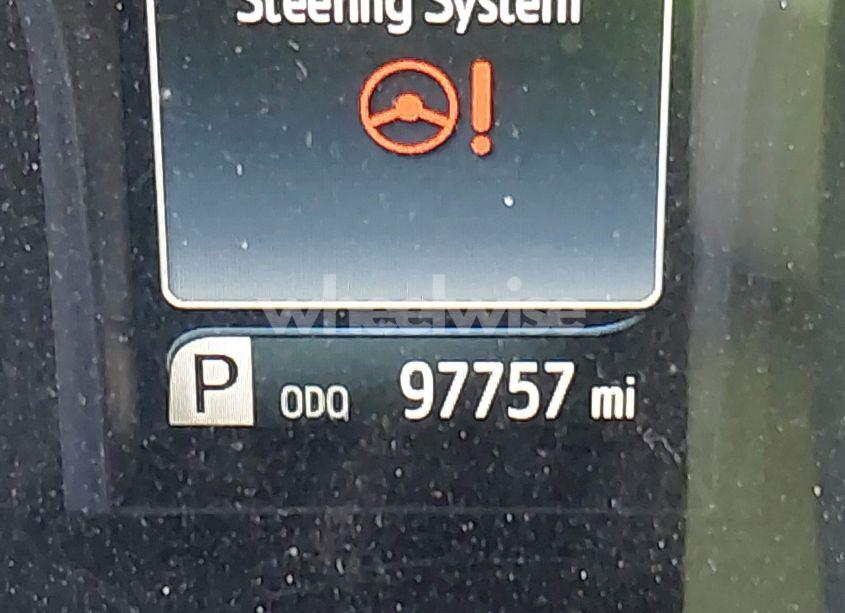 Steering System
wheelwise
P ODO 97757 mi